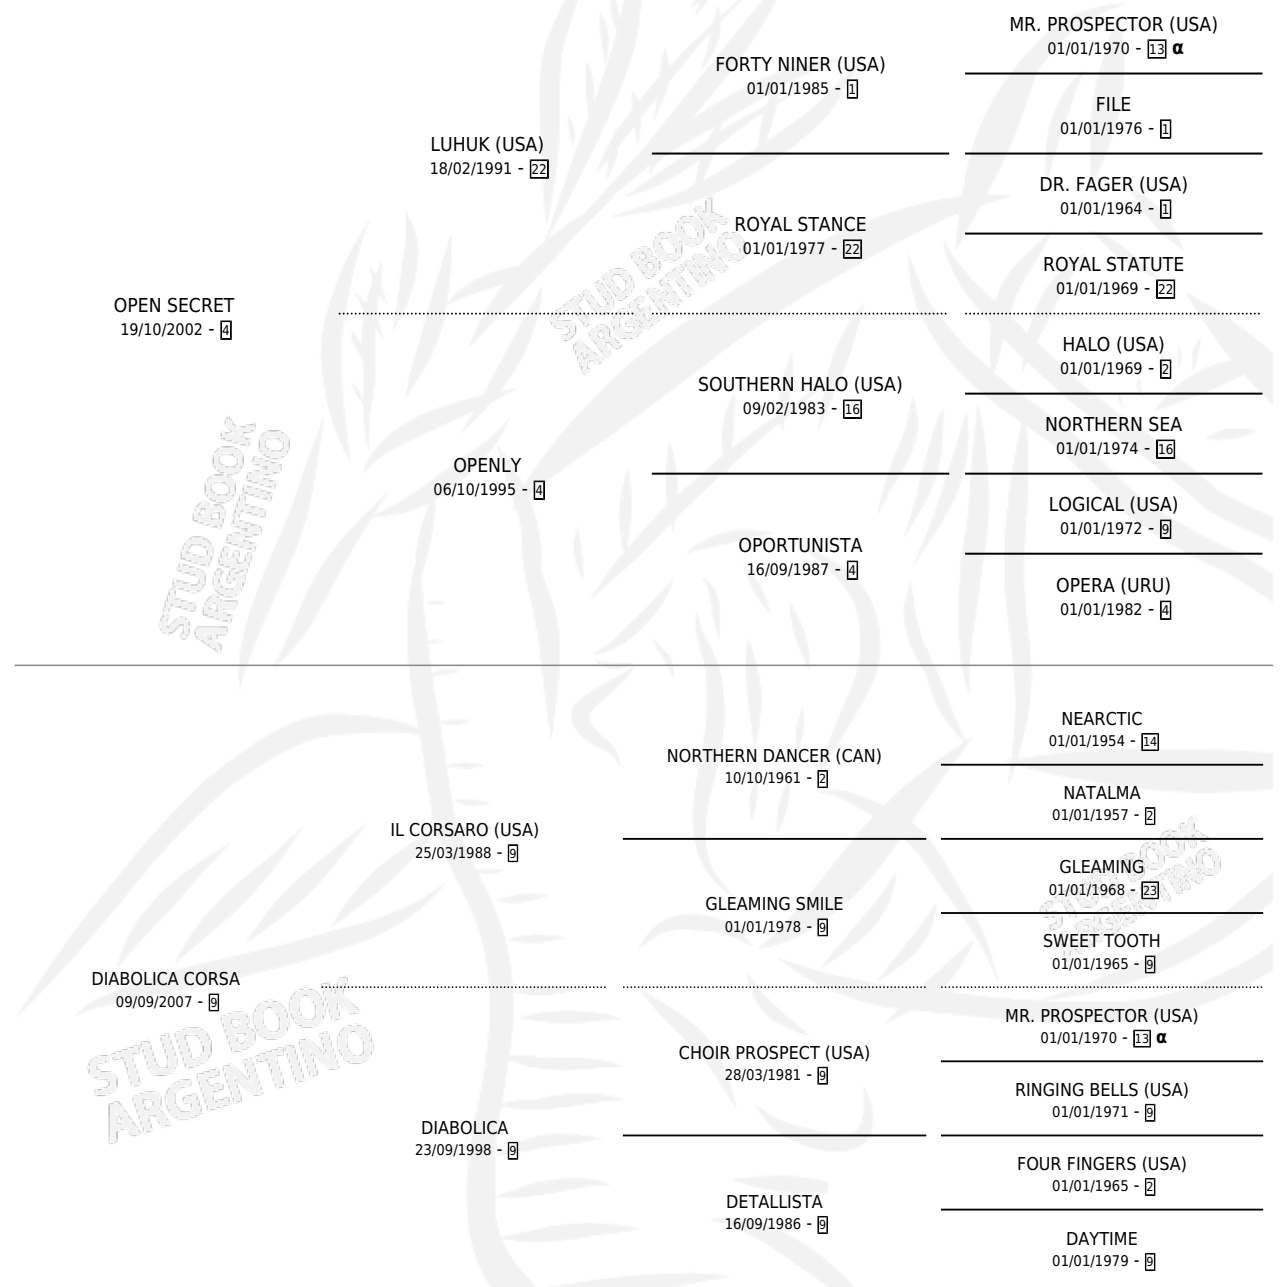 MR. PROSPECTOR (USA)
01/01/1970 - 13 α
FORTY NINER (USA)
01/01/1985 - 1
FILE
01/01/1976 - 1
LUHUK (USA)
18/02/1991 - 22
DR. FAGER (USA)
01/01/1964 - 1
ROYAL STANCE
01/01/1977 - 22
ROYAL STATUTE
01/01/1969 - 22
OPEN SECRET
19/10/2002 - 4
HALO (USA)
01/01/1969 - 2
SOUTHERN HALO (USA)
09/02/1983 - 16
NORTHERN SEA
01/01/1974 - 16
OPENLY
06/10/1995 - 4
LOGICAL (USA)
01/01/1972 - 9
OPORTUNISTA
16/09/1987 - 4
OPERA (URU)
01/01/1982 - 4
STUD BOOK
ARGENTINO
STUD BOOK
ARGENTINO
NEARCTIC
01/01/1954 - 14
NORTHERN DANCER (CAN)
10/10/1961 - 2
NATALMA
01/01/1957 - 2
IL CORSARO (USA)
25/03/1988 - 9
GLEAMING
01/01/1968 - 23
GLEAMING SMILE
01/01/1978 - 9
SWEET TOOTH
01/01/1965 - 9
DIABOLICA CORSA
09/09/2007 - 9
MR. PROSPECTOR (USA)
01/01/1970 - 13 α
CHOIR PROSPECT (USA)
28/03/1981 - 9
RINGING BELLS (USA)
01/01/1971 - 9
DIABOLICA
23/09/1998 - 9
FOUR FINGERS (USA)
01/01/1965 - 2
DETALLISTA
16/09/1986 - 9
DAYTIME
01/01/1979 - 9
STUD BOOK
ARGENTINO
STUD BOOK
ARGENTINO